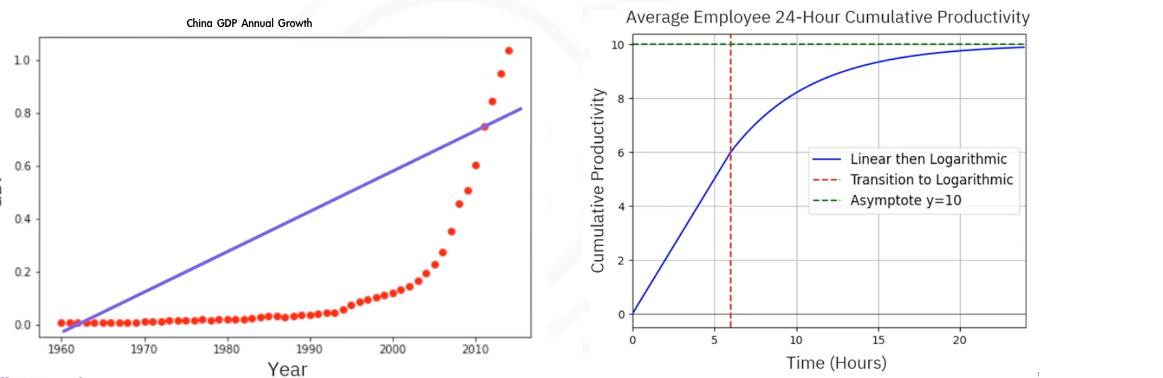 China GDP Annual Growth
1.0
0.8
0.6
0.4
0.2
0.0
1960 1970 1980 1990 2000 2010
Year
Average Employee 24-Hour Cumulative Productivity
Cumulative Productivity
10
8
6
4
2
0
Linear then Logarithmic
Transition to Logarithmic
Asymptote y=10
0 5 10 15 20
Time (Hours)